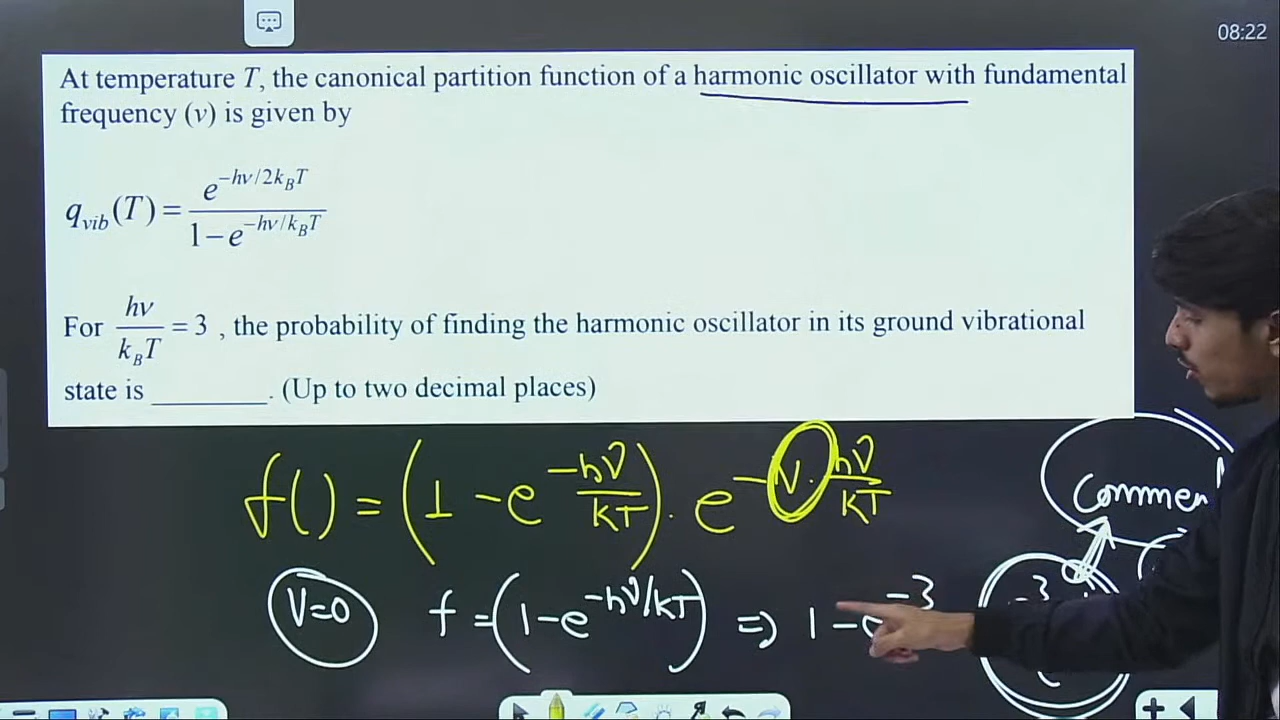 08:22
At temperature T, the canonical partition function of a harmonic oscillator with fundamental
frequency (ν) is given by
q_vib(T) = e^(-hν/2k_BT) / (1 - e^(-hν/k_BT))
For hν/k_BT = 3 , the probability of finding the harmonic oscillator in its ground vibrational
state is ________. (Up to two decimal places)
f() = (1 - e^(-hν/KT)) . e^(-V . hν/KT)
Commen
V=0 f = (1 - e^(-hν/KT)) ⇒ 1 - e^-3
-3